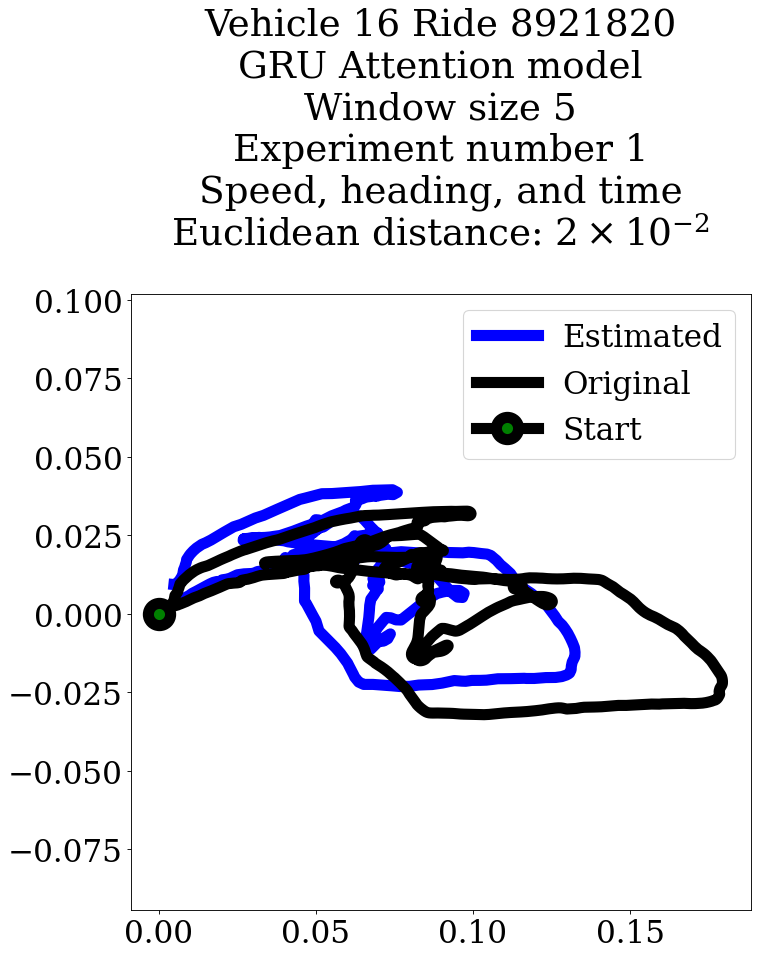 Vehicle 16 Ride 8921820
GRU Attention model
Window size 5
Experiment number 1
Speed, heading, and time
Euclidean distance: 2 × 10⁻²
0.100
Estimated
0.075
Original
0.050
Start
0.025
0.000
−0.025
−0.050
−0.075
0.00 0.05 0.10 0.15